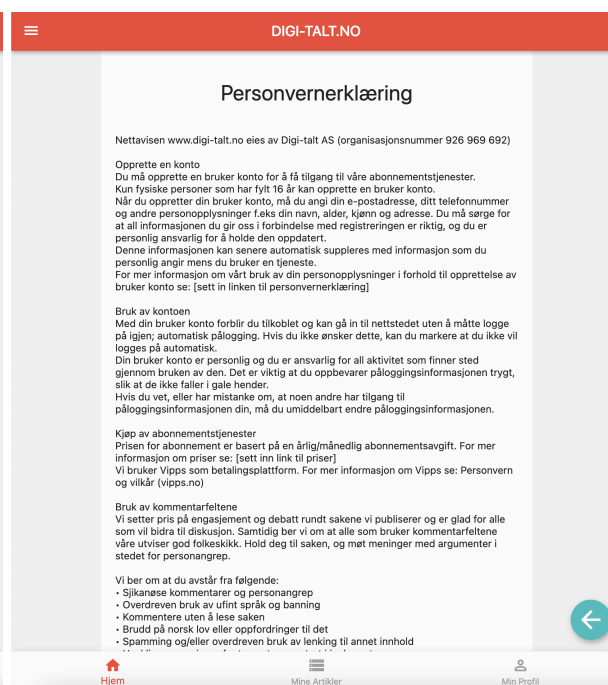 DIGI-TALT.NO
Personvernerklæring
Nettavisen www.digi-talt.no eies av Digi-talt AS (organisasjonsnummer 926 969 692)
Opprette en konto
Du må opprette en bruker konto for å få tilgang til våre abonnementstjenester.
Kun fysiske personer som har fylt 16 år kan opprette en bruker konto.
Når du oppretter din bruker konto, må du angi din e-postadresse, ditt telefonnummer
og andre personopplysninger f.eks din navn, alder, kjønn og adresse. Du må sørge for
at all informasjonen du gir oss i forbindelse med registreringen er riktig, og du er
personlig ansvarlig for å holde den oppdatert.
Denne informasjonen kan senere automatisk suppleres med informasjon som du
personlig angir mens du bruker en tjeneste.
For mer informasjon om vårt bruk av din personopplysninger i forhold til opprettelse av
bruker konto se: [sett in linken til personvernerklæring]
Bruk av kontoen
Med din bruker konto forblir du tilkoblet og kan gå in til nettstedet uten å måtte logge
på igjen; automatisk pålogging. Hvis du ikke ønsker dette, kan du markere at du ikke vil
logges på automatisk.
Din bruker konto er personlig og du er ansvarlig for all aktivitet som finner sted
gjennom bruken av den. Det er viktig at du oppbevarer påloggingsinformasjonen trygt,
slik at de ikke faller i gale hender.
Hvis du vet, eller har mistanke om, at noen andre har tilgang til
påloggingsinformasjonen din, må du umiddelbart endre påloggingsinformasjonen.
Kjøp av abonnementstjenester
Prisen for abonnement er basert på en årlig/månedlig abonnementsavgift. For mer
informasjon om priser se: [sett inn link til priser]
Vi bruker Vipps som betalingsplattform. For mer informasjon om Vipps se: Personvern
og vilkår (vipps.no)
Bruk av kommentarfeltene
Vi setter pris på engasjement og debatt rundt sakene vi publiserer og er glad for alle
som vil bidra til diskusjon. Samtidig ber vi om at alle som bruker kommentarfeltene
våre utviser god folkeskikk. Hold deg til saken, og møt meninger med argumenter i
stedet for personangrep.
Vi ber om at du avstår fra følgende:
• Sjikanøse kommentarer og personangrep
• Overdreven bruk av ufint språk og banning
• Kommentere uten å lese saken
• Brudd på norsk lov eller oppfordringer til det
• Spamming og/eller overdreven bruk av lenking til annet innhold
Hjem
Mine Artikler
Min Profil